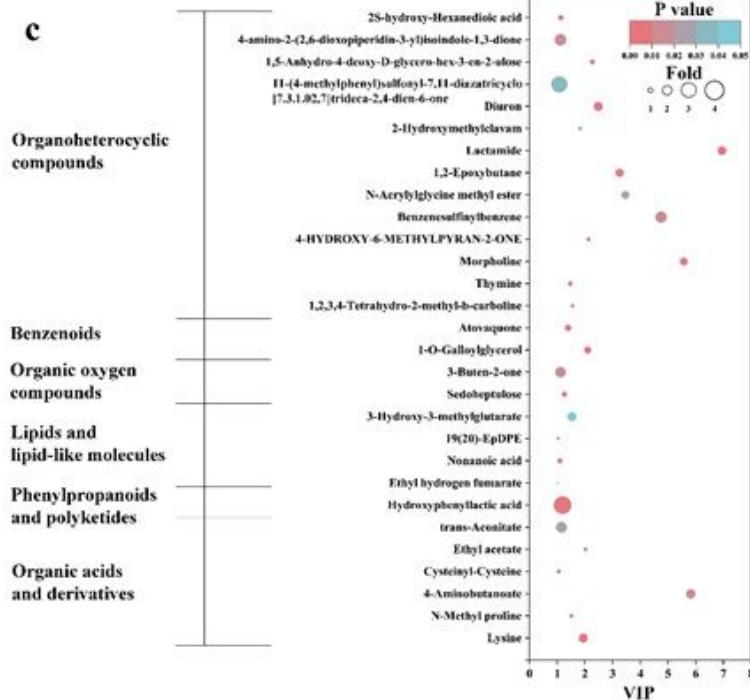 c
P value
0.00 0.01 0.02 0.03 0.04 0.05
Fold
1 2 3 4
2S-hydroxy-Hexanedioic acid
4-amino-2-(2,6-dioxopiperidin-3-yl)isoindole-1,3-dione
1,5-Anhydro-4-deoxy-D-glycero-hex-3-en-2-ulose
11-(4-methylphenyl)sulfonyl-7,11-diazatricyclo
[7.3.1.02,7]trideca-2,4-dien-6-one
Diuron
2-Hydroxymethylclavam
Lactamide
1,2-Epoxybutane
N-Acrylylglycine methyl ester
Benzenesulfinylbenzene
4-HYDROXY-6-METHYLPYRAN-2-ONE
Morpholine
Thymine
1,2,3,4-Tetrahydro-2-methyl-b-carboline
Atovaquone
1-O-Galloylglycerol
3-Buten-2-one
Sedoheptulose
3-Hydroxy-3-methylglutarate
19(20)-EpDPE
Nonanoic acid
Ethyl hydrogen fumarate
Hydroxyphenyllactic acid
trans-Aconitate
Ethyl acetate
Cysteinyl-Cysteine
4-Aminobutanoate
N-Methyl proline
Lysine
Organoheterocyclic
compounds
Benzenoids
Organic oxygen
compounds
Lipids and
lipid-like molecules
Phenylpropanoids
and polyketides
Organic acids
and derivatives
0 1 2 3 4 5 6 7
VIP